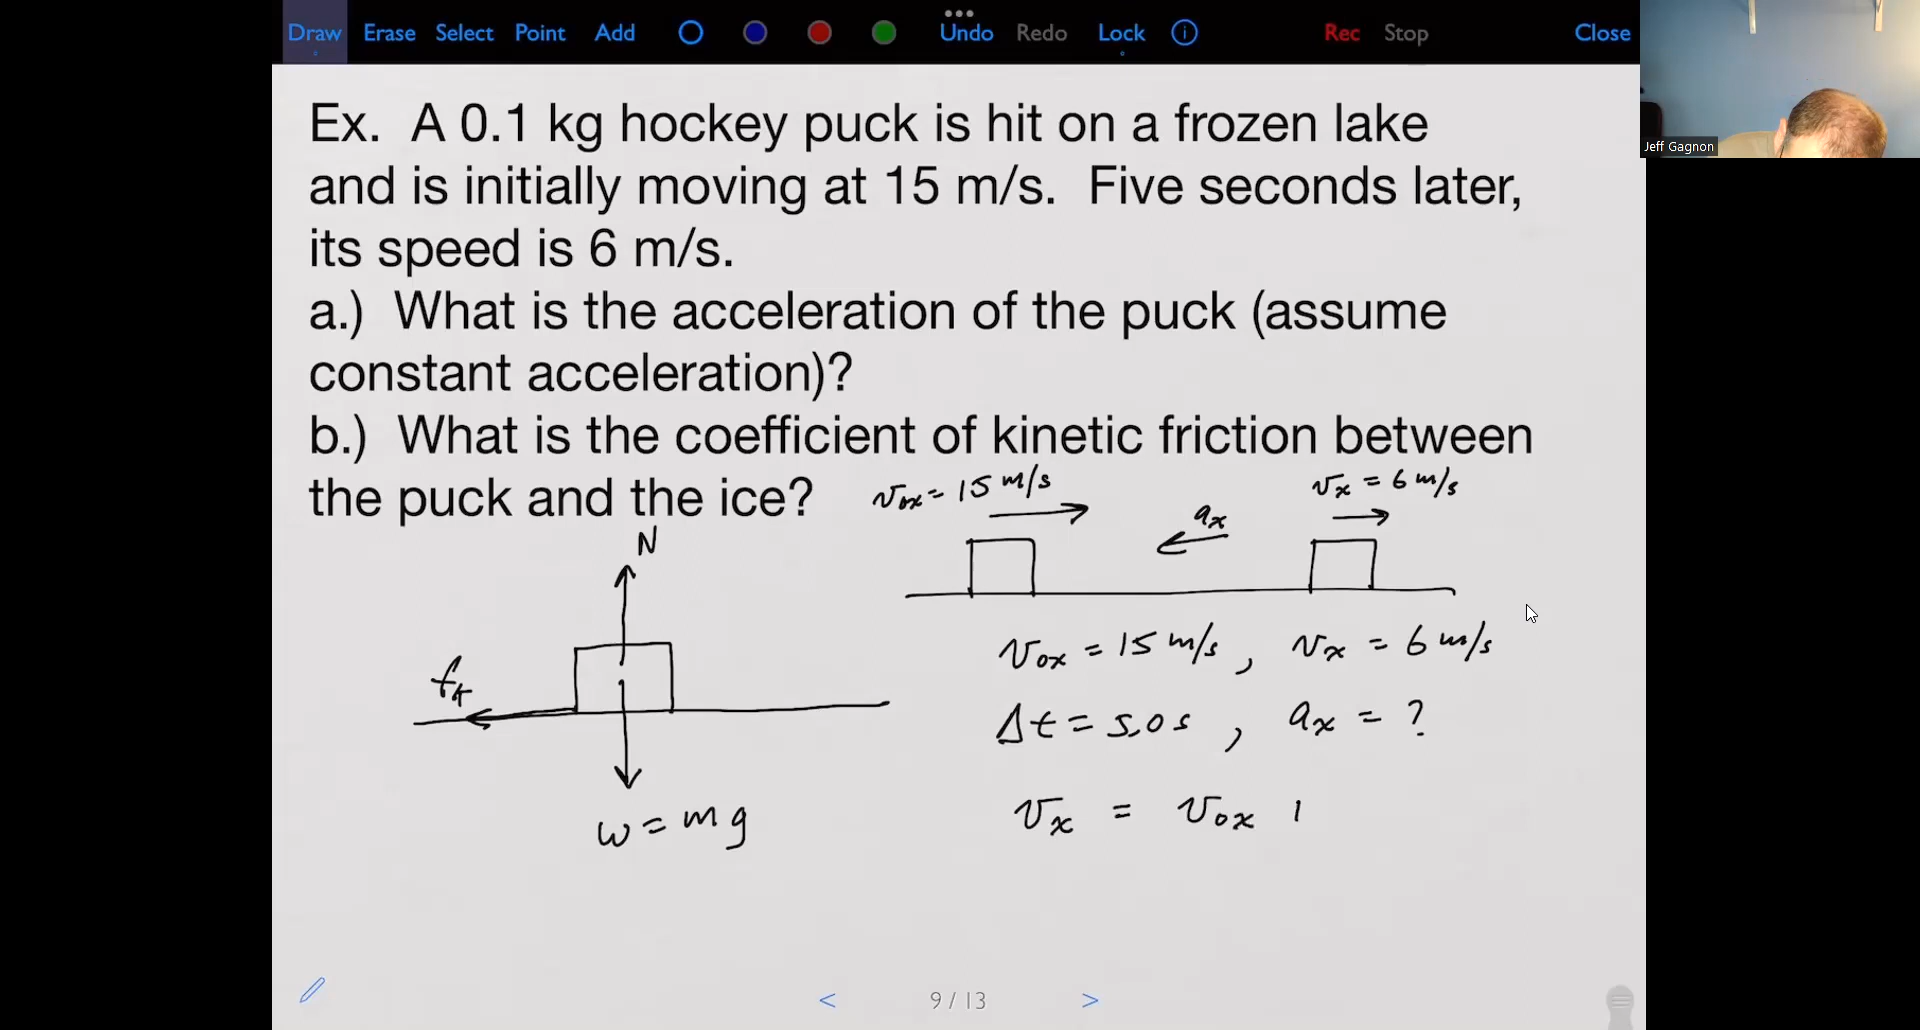 Draw Erase Select Point Add Undo Redo Lock Rec Stop Close
Jeff Gagnon
Ex. A 0.1 kg hockey puck is hit on a frozen lake
and is initially moving at 15 m/s. Five seconds later,
its speed is 6 m/s.
a.) What is the acceleration of the puck (assume
constant acceleration)?
b.) What is the coefficient of kinetic friction between
the puck and the ice?
v₀ₓ = 15 m/s
vₓ = 6 m/s
aₓ
N
fₖ
w = mg
v₀ₓ = 15 m/s , vₓ = 6 m/s
Δt = 5.0 s , aₓ = ?
vₓ = v₀ₓ
< 9 / 13 >